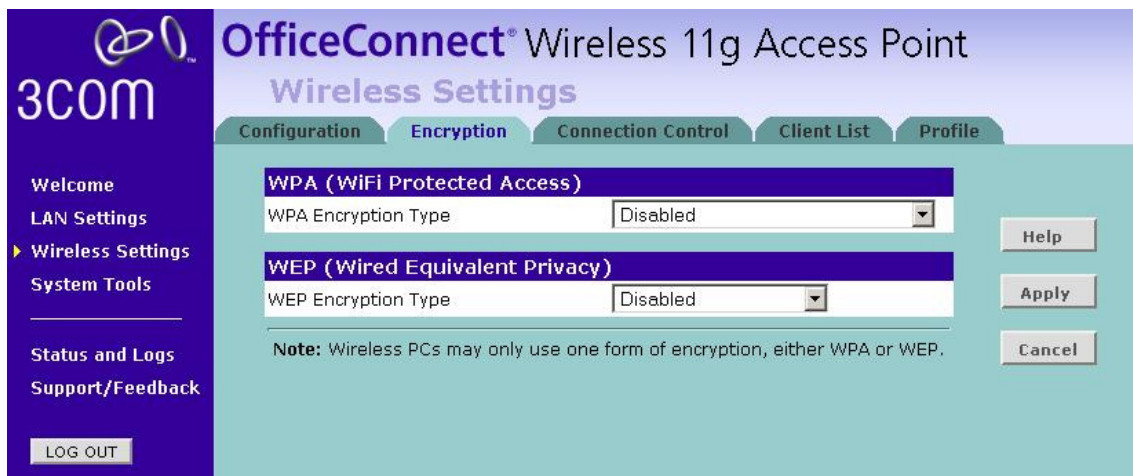 3COM
OfficeConnect® Wireless 11g Access Point
Wireless Settings
Configuration
Encryption
Connection Control
Client List
Profile
Welcome
LAN Settings
Wireless Settings
System Tools
Status and Logs
Support/Feedback
LOG OUT
WPA (WiFi Protected Access)
WPA Encryption Type Disabled
WEP (Wired Equivalent Privacy)
WEP Encryption Type Disabled
Note: Wireless PCs may only use one form of encryption, either WPA or WEP.
Help
Apply
Cancel